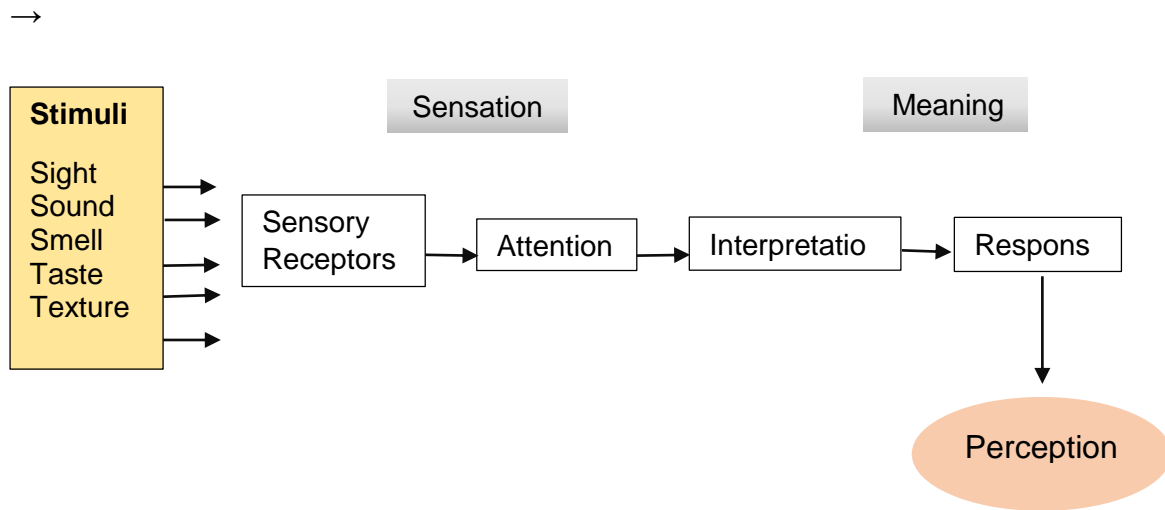 →
Sensation
Meaning
Stimuli
Sight
Sound
Smell
Taste
Texture
Sensory
Receptors
Attention
Interpretatio
Respons
Perception